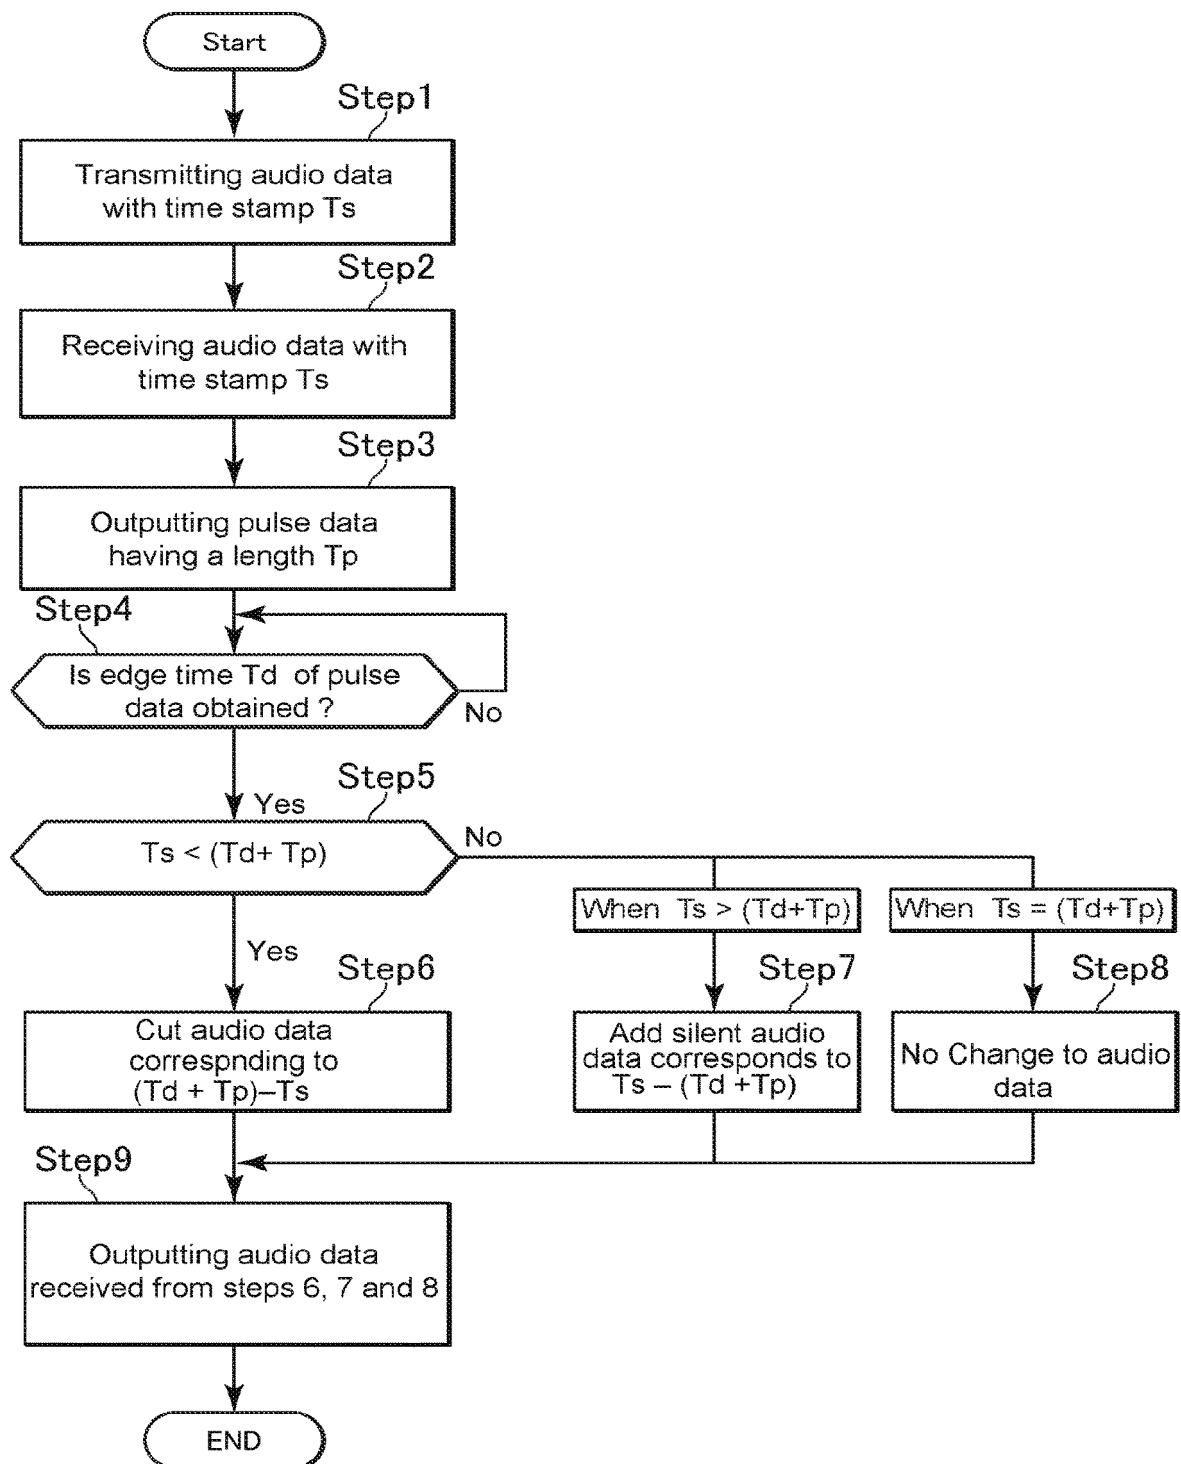 Start
Step1
Transmitting audio data
with time stamp Ts
Step2
Receiving audio data with
time stamp Ts
Step3
Outputting pulse data
having a length Tp
Step4
Is edge time Td of pulse
data obtained ?
No
Yes
Step5
Ts < (Td+ Tp)
No
When Ts > (Td+Tp)
When Ts = (Td+Tp)
Yes
Step6
Cut audio data
correspnding to
(Td + Tp)–Ts
Step7
Add silent audio
data corresponds to
Ts – (Td +Tp)
Step8
No Change to audio
data
Step9
Outputting audio data
received from steps 6, 7 and 8
END